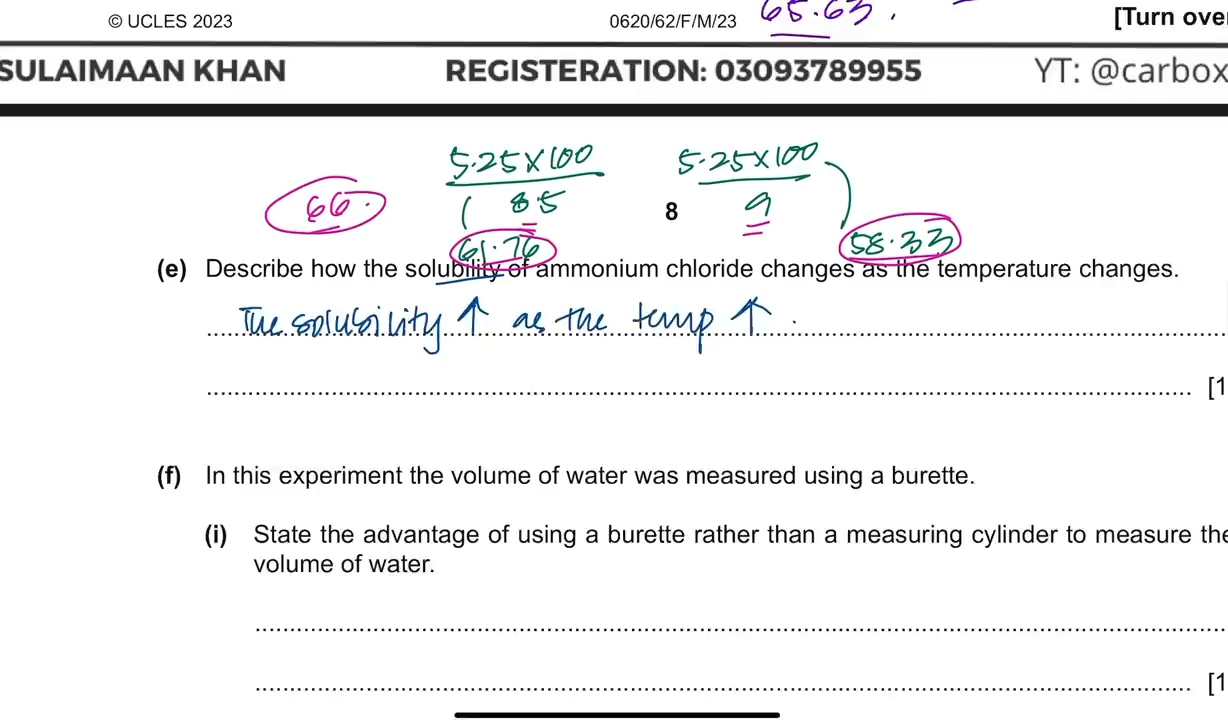 © UCLES 2023 0620/62/F/M/23 65.63. [Turn over
SULAIMAAN KHAN REGISTERATION: 03093789955 YT: @carbox
5.25×100 5.25×100
66. 8.5 8 9
61.76 58.33
(e) Describe how the solubility of ammonium chloride changes as the temperature changes.
The solubility ↑ as the temp ↑.
[1
(f) In this experiment the volume of water was measured using a burette.
(i) State the advantage of using a burette rather than a measuring cylinder to measure the
volume of water.
[1